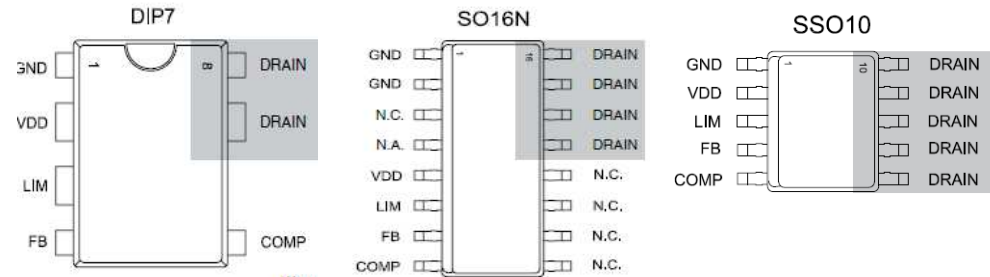 DIP7
GND 1 8 DRAIN
VDD DRAIN
LIM
FB COMP
SO16N
GND 1 16 DRAIN
GND DRAIN
N.C. DRAIN
N.A. DRAIN
VDD N.C.
LIM N.C.
FB N.C.
COMP N.C.
SSO10
GND 1 10 DRAIN
VDD DRAIN
LIM DRAIN
FB DRAIN
COMP DRAIN